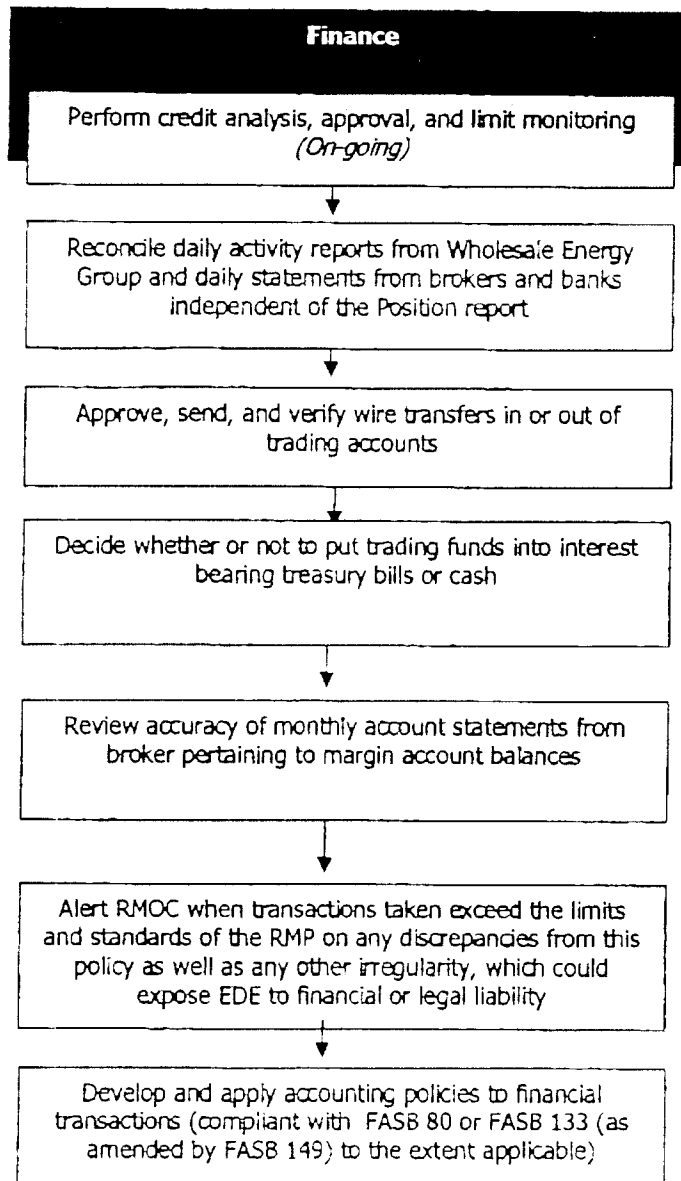 Finance
Perform credit analysis, approval, and limit monitoring
(On-going)
Reconcile daily activity reports from Wholesale Energy
Group and daily statements from brokers and banks
independent of the Position report
Approve, send, and verify wire transfers in or out of
trading accounts
Decide whether or not to put trading funds into interest
bearing treasury bills or cash
Review accuracy of monthly account statements from
broker pertaining to margin account balances
Alert RMOC when transactions taken exceed the limits
and standards of the RMP on any discrepancies from this
policy as well as any other irregularity, which could
expose EDE to financial or legal liability
Develop and apply accounting policies to financial
transactions (compliant with FASB 80 or FASB 133 (as
amended by FASB 149) to the extent applicable)